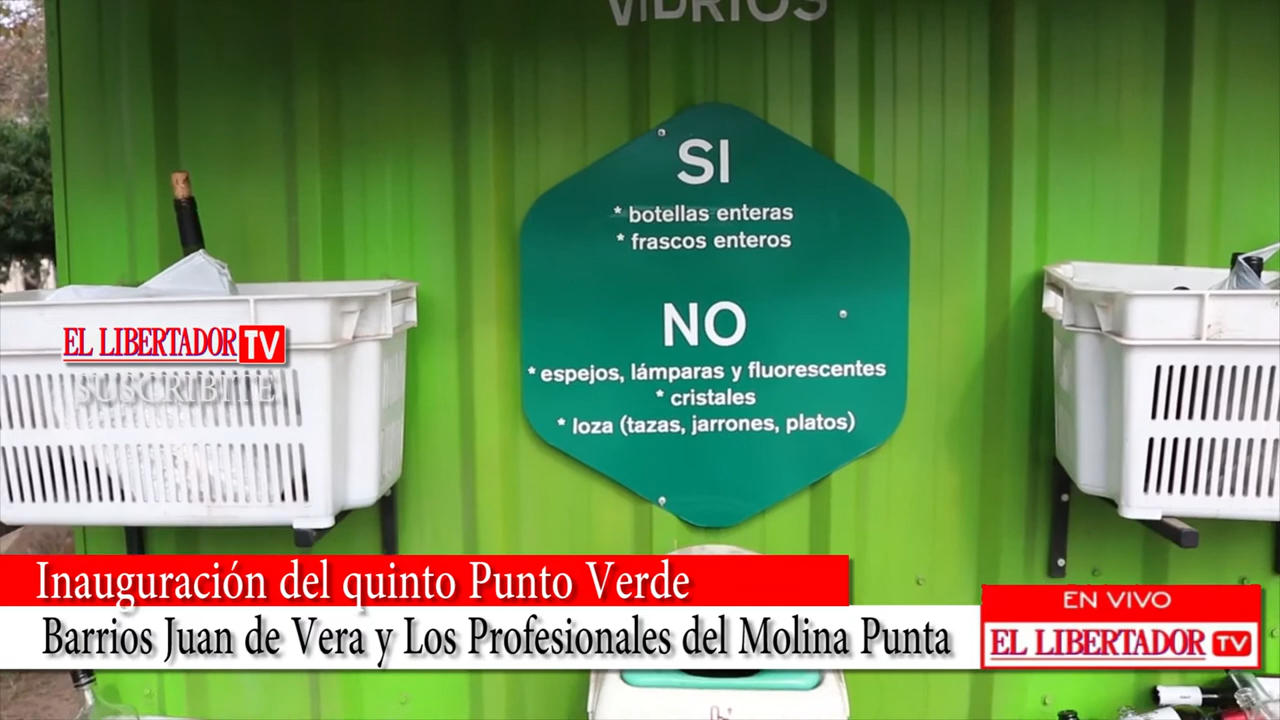 VIDRIOS
SI
* botellas enteras
* frascos enteros
NO
* espejos, lámparas y fluorescentes
* cristales
* loza (tazas, jarrones, platos)
EL LIBERTADOR TV
SUSCRIBITE
Inauguración del quinto Punto Verde
Barrios Juan de Vera y Los Profesionales del Molina Punta
EN VIVO
EL LIBERTADOR TV